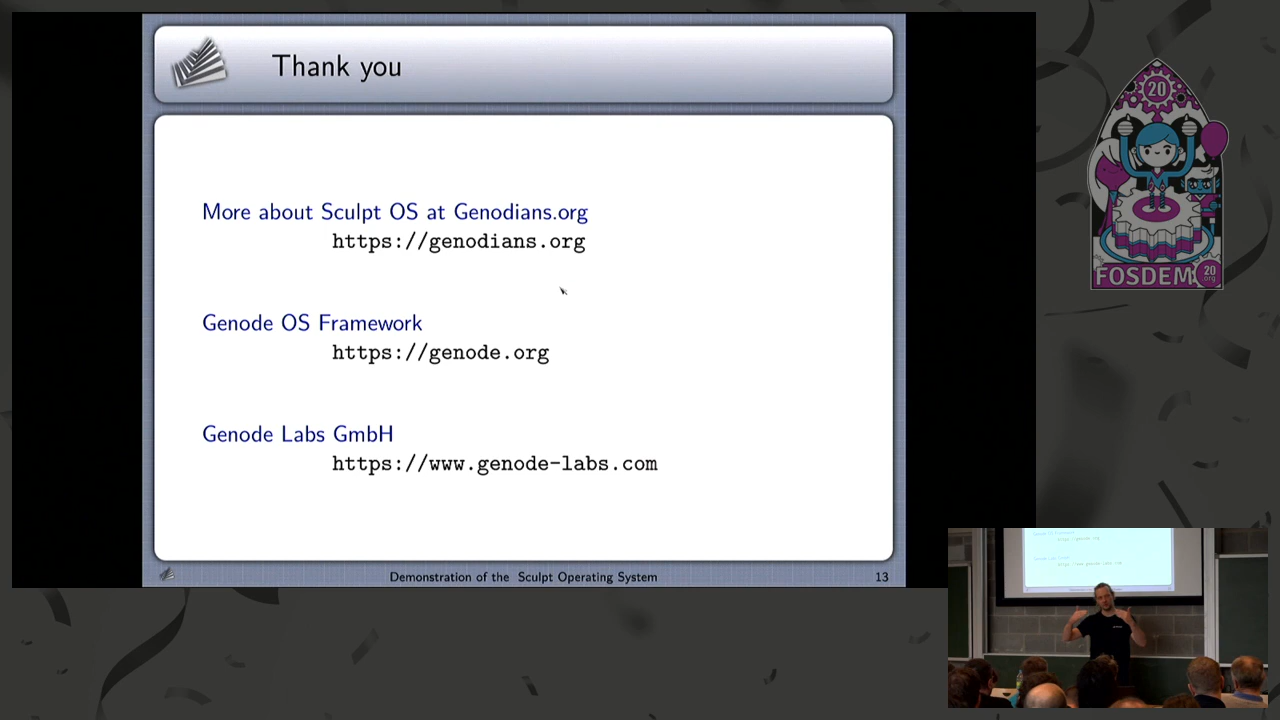 Thank you
More about Sculpt OS at Genodians.org
https://genodians.org
Genode OS Framework
https://genode.org
Genode Labs GmbH
https://www.genode-labs.com
Demonstration of the Sculpt Operating System
13
20
FOSDEM
20
.org